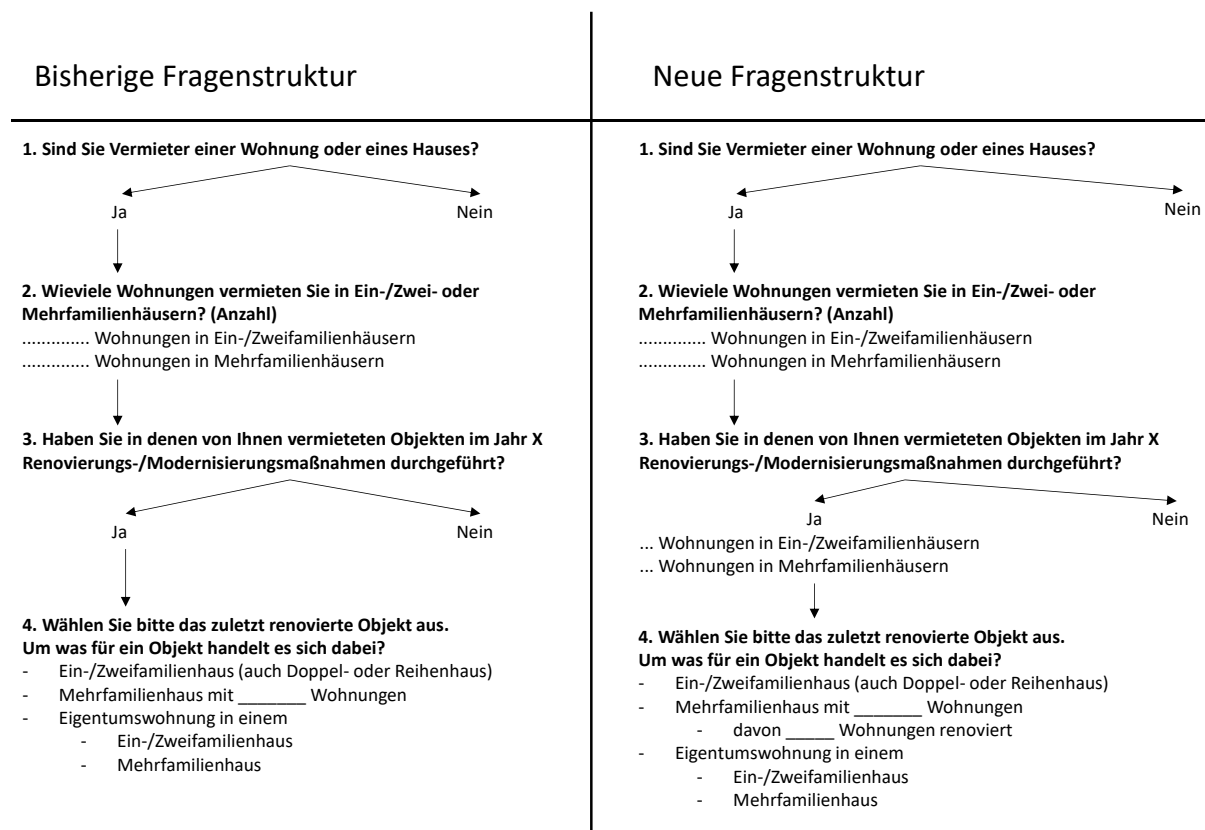 Bisherige Fragenstruktur
1. Sind Sie Vermieter einer Wohnung oder eines Hauses?
Ja
Nein
2. Wieviele Wohnungen vermieten Sie in Ein-/Zwei- oder
Mehrfamilienhäusern? (Anzahl)
.............. Wohnungen in Ein-/Zweifamilienhäusern
.............. Wohnungen in Mehrfamilienhäusern
3. Haben Sie in denen von Ihnen vermieteten Objekten im Jahr X
Renovierungs-/Modernisierungsmaßnahmen durchgeführt?
Ja
Nein
4. Wählen Sie bitte das zuletzt renovierte Objekt aus.
Um was für ein Objekt handelt es sich dabei?
- Ein-/Zweifamilienhaus (auch Doppel- oder Reihenhaus)
- Mehrfamilienhaus mit _______ Wohnungen
- Eigentumswohnung in einem
- Ein-/Zweifamilienhaus
- Mehrfamilienhaus
Neue Fragenstruktur
1. Sind Sie Vermieter einer Wohnung oder eines Hauses?
Ja
Nein
2. Wieviele Wohnungen vermieten Sie in Ein-/Zwei- oder
Mehrfamilienhäusern? (Anzahl)
.............. Wohnungen in Ein-/Zweifamilienhäusern
.............. Wohnungen in Mehrfamilienhäusern
3. Haben Sie in denen von Ihnen vermieteten Objekten im Jahr X
Renovierungs-/Modernisierungsmaßnahmen durchgeführt?
Ja
Nein
... Wohnungen in Ein-/Zweifamilienhäusern
... Wohnungen in Mehrfamilienhäusern
4. Wählen Sie bitte das zuletzt renovierte Objekt aus.
Um was für ein Objekt handelt es sich dabei?
- Ein-/Zweifamilienhaus (auch Doppel- oder Reihenhaus)
- Mehrfamilienhaus mit _______ Wohnungen
- davon _____ Wohnungen renoviert
- Eigentumswohnung in einem
- Ein-/Zweifamilienhaus
- Mehrfamilienhaus